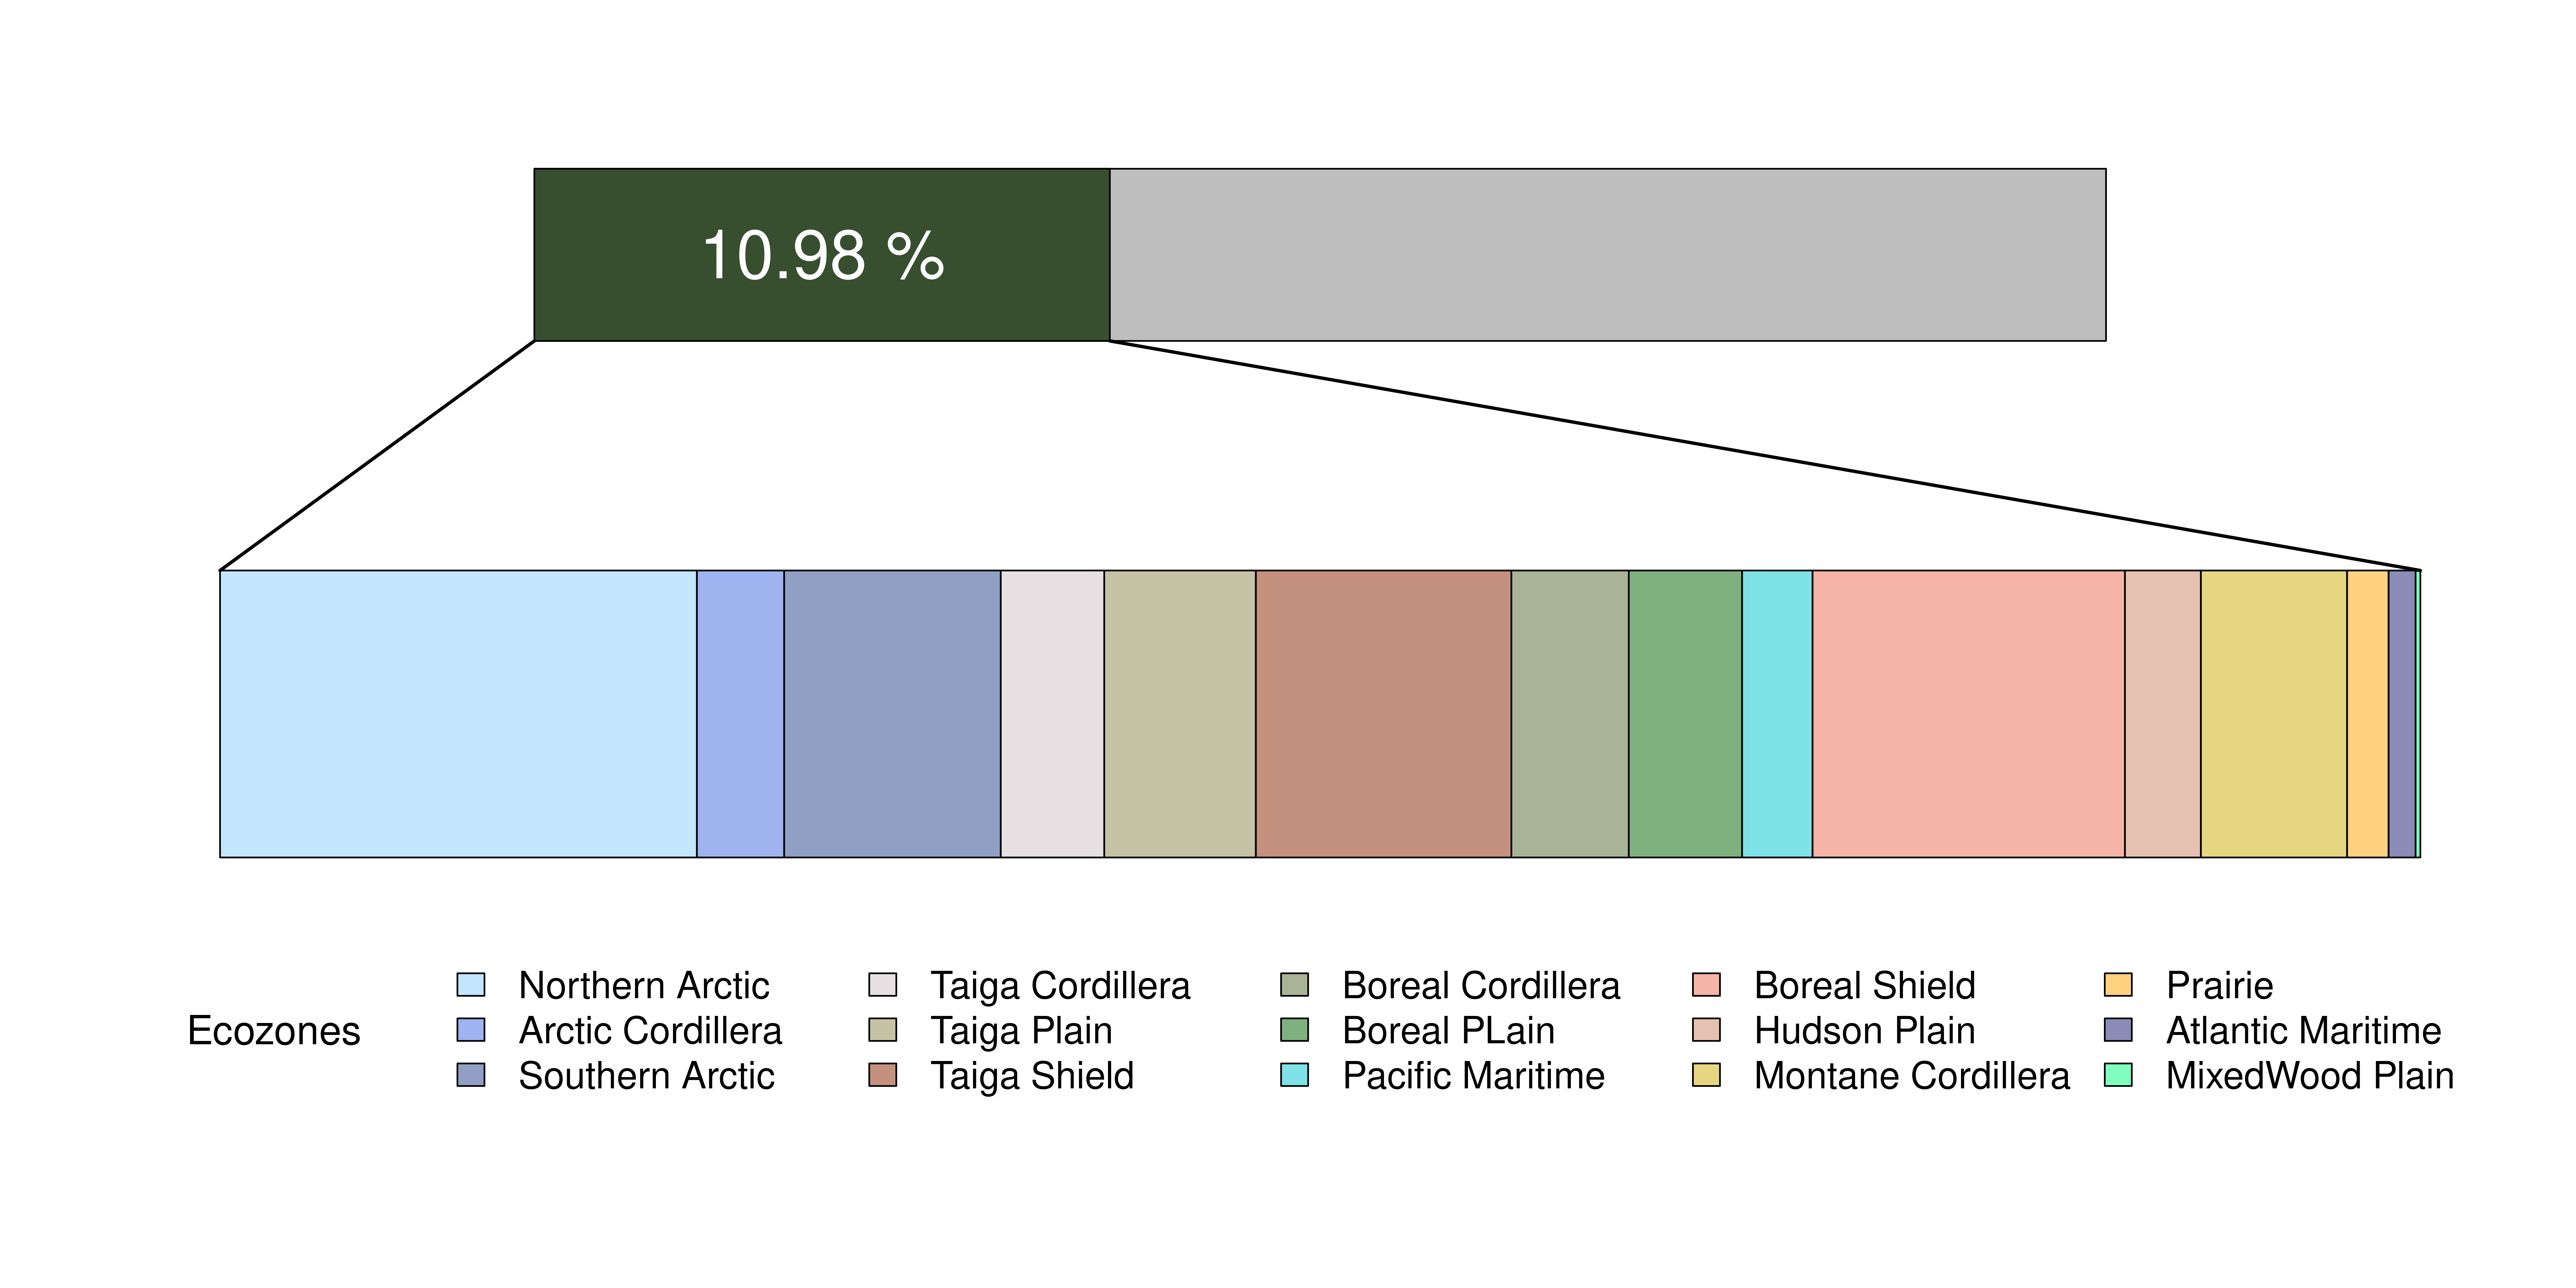 10.98 %
Ecozones
Northern Arctic
Arctic Cordillera
Southern Arctic
Taiga Cordillera
Taiga Plain
Taiga Shield
Boreal Cordillera
Boreal PLain
Pacific Maritime
Boreal Shield
Hudson Plain
Montane Cordillera
Prairie
Atlantic Maritime
MixedWood Plain